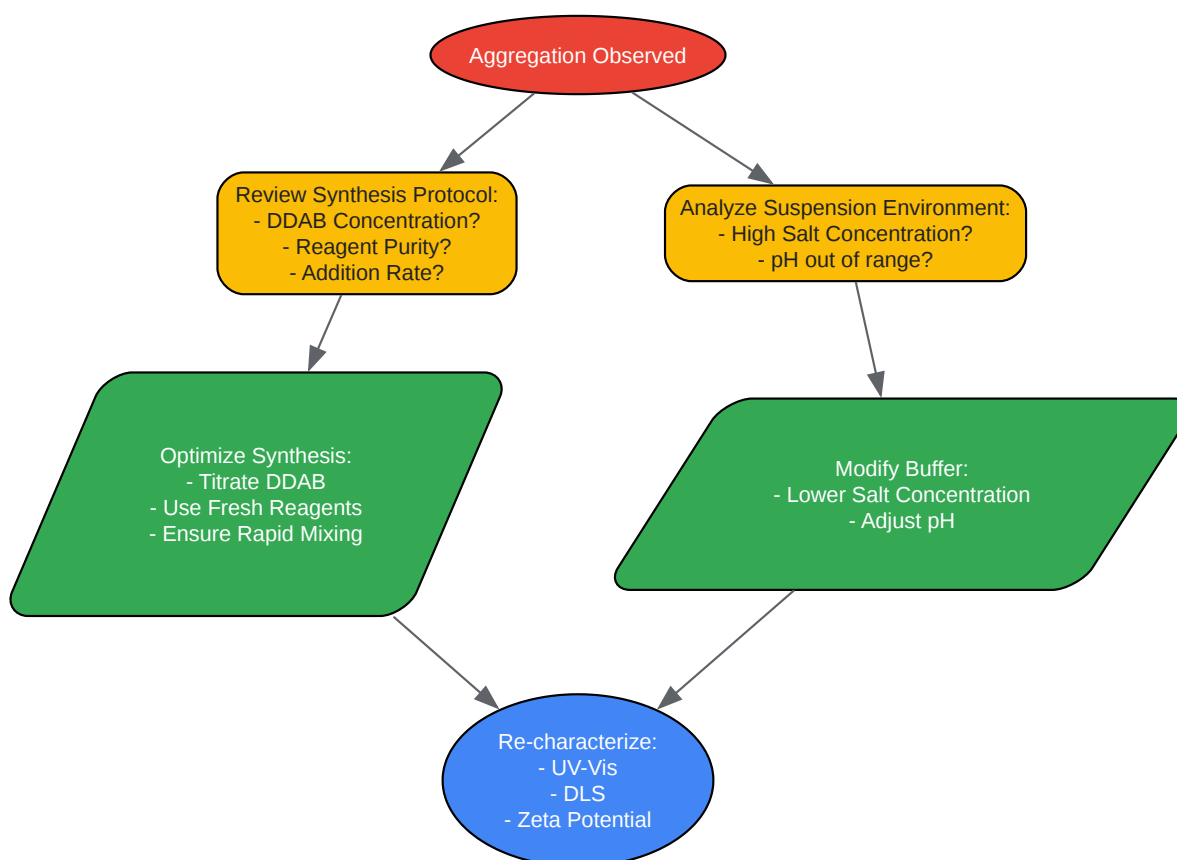 Aggregation Observed
Review Synthesis Protocol:
- DDAB Concentration?
- Reagent Purity?
- Addition Rate?
Analyze Suspension Environment:
- High Salt Concentration?
- pH out of range?
Optimize Synthesis:
- Titrate DDAB
- Use Fresh Reagents
- Ensure Rapid Mixing
Modify Buffer:
- Lower Salt Concentration
- Adjust pH
Re-characterize:
- UV-Vis
- DLS
- Zeta Potential